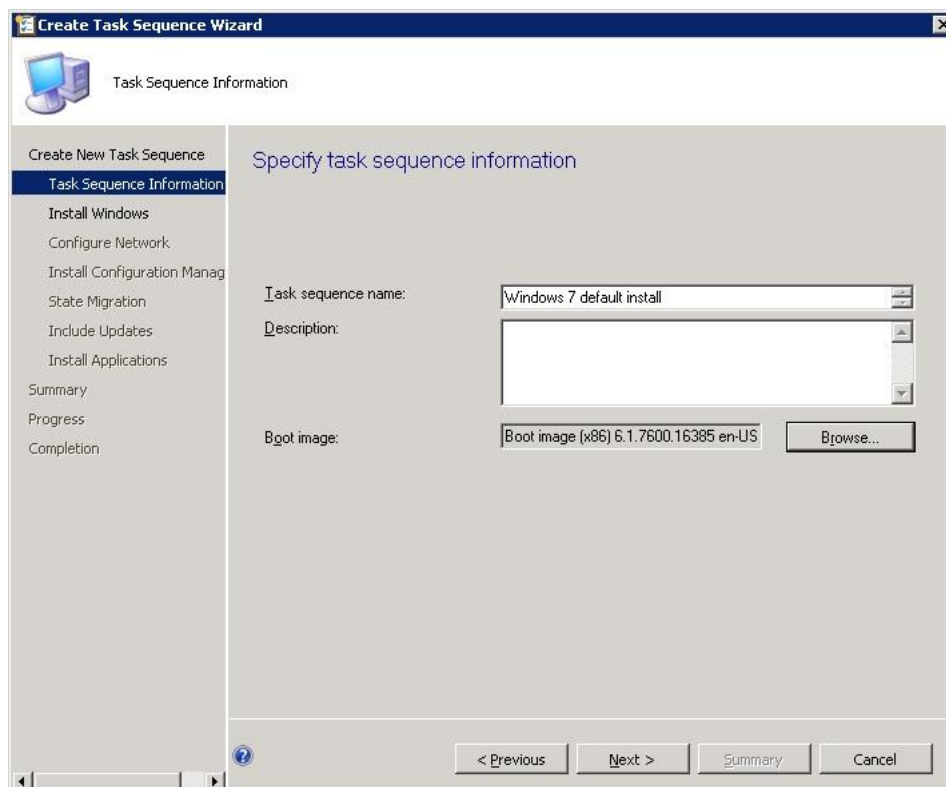 Create Task Sequence Wizard
Task Sequence Information
Create New Task Sequence
Task Sequence Information
Install Windows
Configure Network
Install Configuration Manag
State Migration
Include Updates
Install Applications
Summary
Progress
Completion
Specify task sequence information
Task sequence name:
Windows 7 default install
Description:
Boot image:
Boot image (x86) 6.1.7600.16385 en-US
Browse...
< Previous
Next >
Summary
Cancel